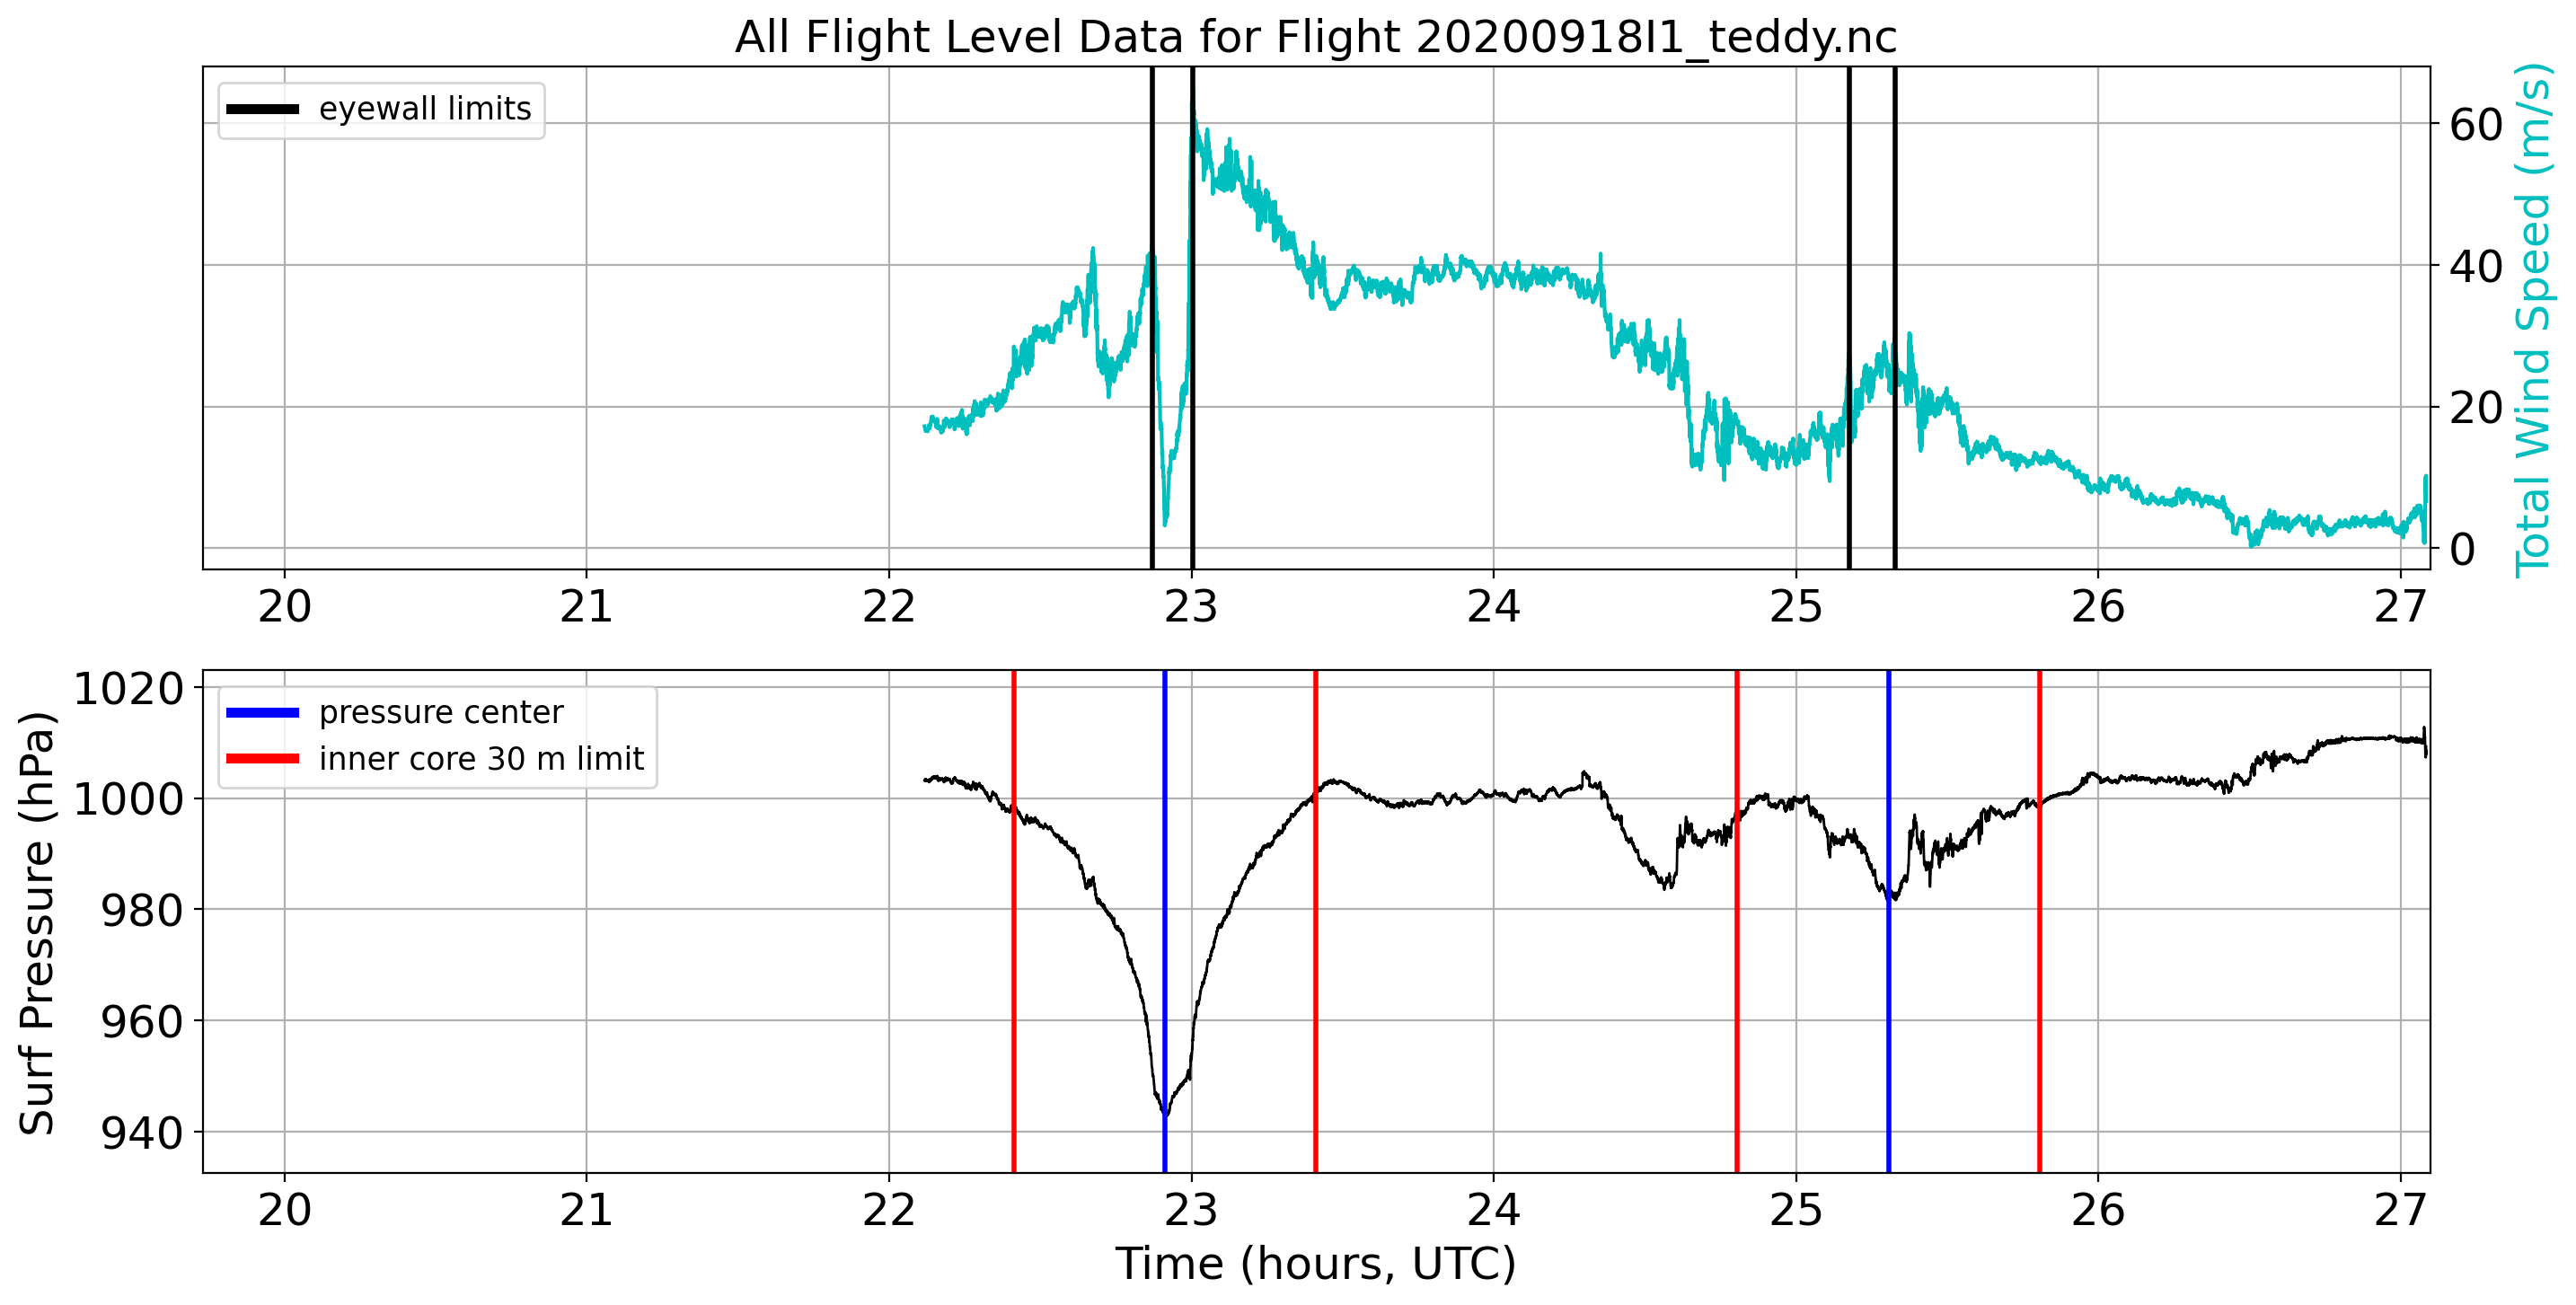 All Flight Level Data for Flight 20200918I1_teddy.nc
eyewall limits
60
40
20
0
Total Wind Speed (m/s)
20 21 22 23 24 25 26 27
1020
1000
980
960
940
Surf Pressure (hPa)
pressure center
inner core 30 m limit
20 21 22 23 24 25 26 27
Time (hours, UTC)